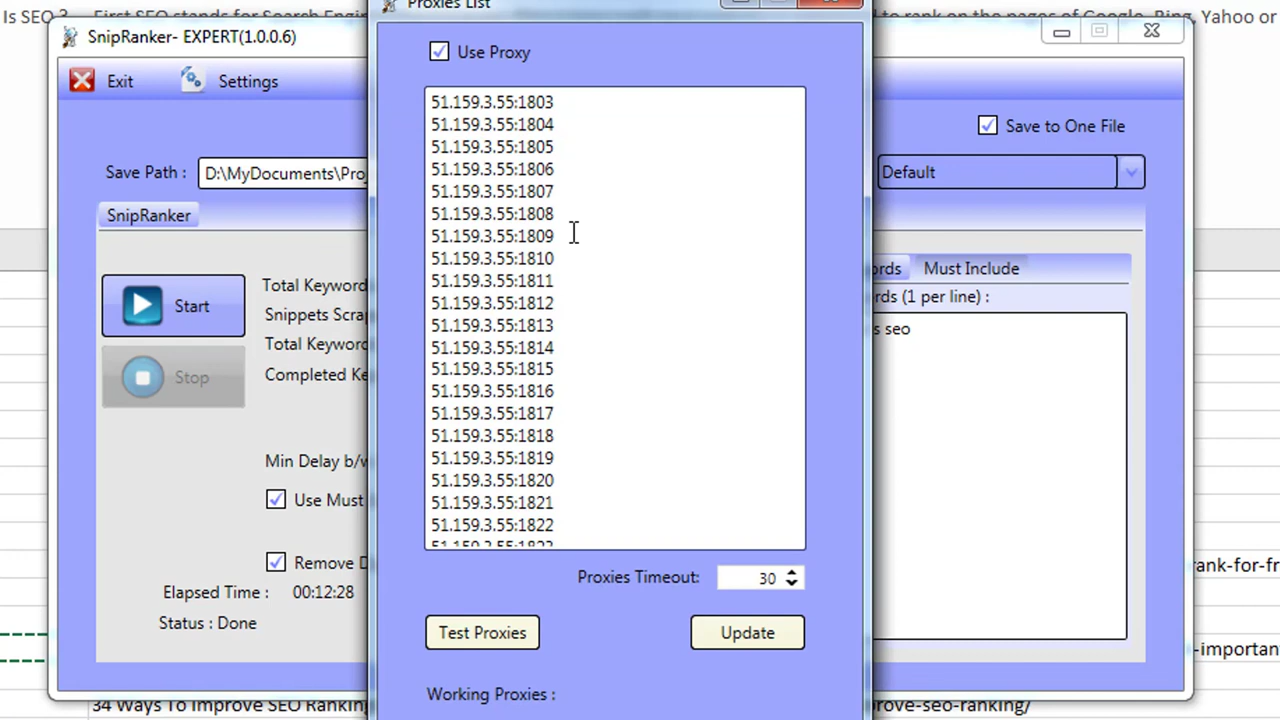 Is SEO ? First SEO stands for Search Engin
to rank on the pages of Google, Bing, Yahoo or
Proxies List
SnipRanker- EXPERT(1.0.0.6)
Use Proxy
Exit Settings
51.159.3.55:1803
51.159.3.55:1804
51.159.3.55:1805
51.159.3.55:1806
51.159.3.55:1807
51.159.3.55:1808
51.159.3.55:1809
51.159.3.55:1810
51.159.3.55:1811
51.159.3.55:1812
51.159.3.55:1813
51.159.3.55:1814
51.159.3.55:1815
51.159.3.55:1816
51.159.3.55:1817
51.159.3.55:1818
51.159.3.55:1819
51.159.3.55:1820
51.159.3.55:1821
51.159.3.55:1822
Proxies Timeout: 30
Test Proxies Update
Working Proxies :
Save to One File
Save Path : D:\MyDocuments\Proj
Default
SnipRanker
Start
Stop
Total Keyword
Snippets Scrap
Total Keyword
Completed Ke
Min Delay b/w
Use Must
Remove D
Elapsed Time : 00:12:28
Status : Done
ords Must Include
rds (1 per line) :
s seo
rank-for-fr
-important
34 Ways To Improve SEO Ranking
prove-seo-ranking/